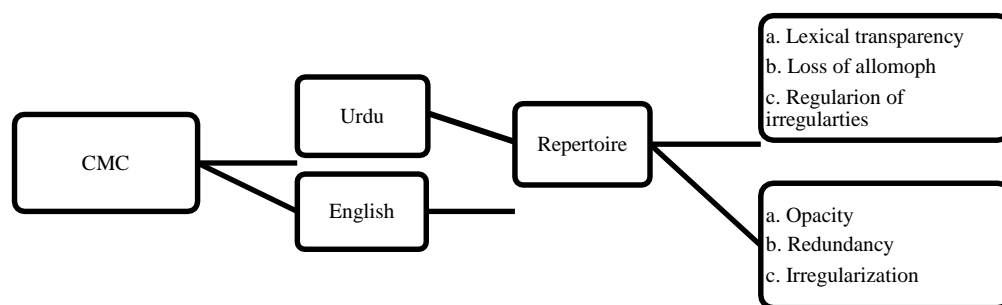 CMC
Urdu
English
Repertoire
a. Lexical transparency
b. Loss of allomoph
c. Regularion of
irregularties
a. Opacity
b. Redundancy
c. Irregularization